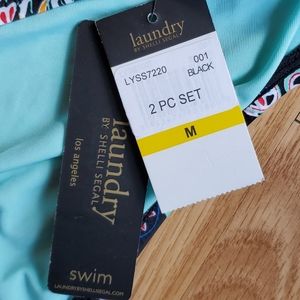 laundry
BY SHELLI SEGAL
LYSS7220
001
BLACK
2 PC SET
M
laundry
BY SHELLI SEGAL
los angeles
swim
LAUNDRYBYSHELLISEGAL.COM